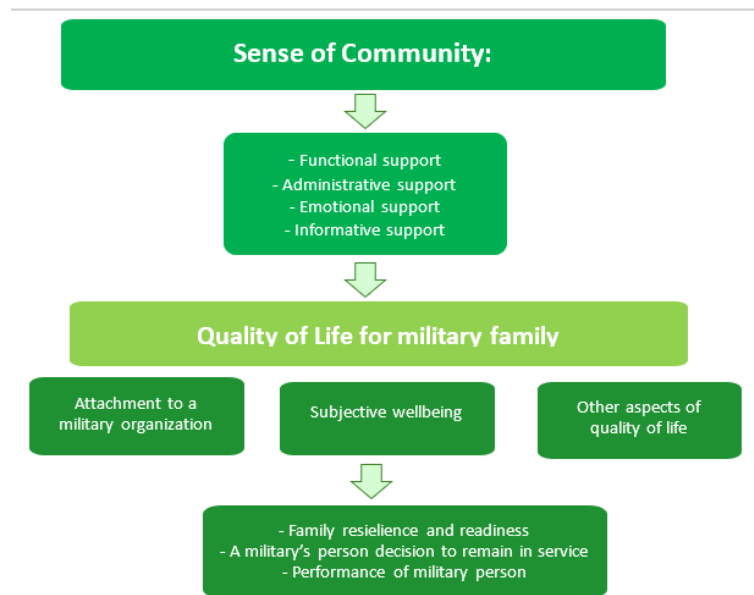 Sense of Community:
- Functional support
- Administrative support
- Emotional support
- Informative support
Quality of Life for military family
Attachment to a
military organization
Subjective wellbeing
Other aspects of
quality of life
- Family resielience and readiness
- A military's person decision to remain in service
- Performance of military person